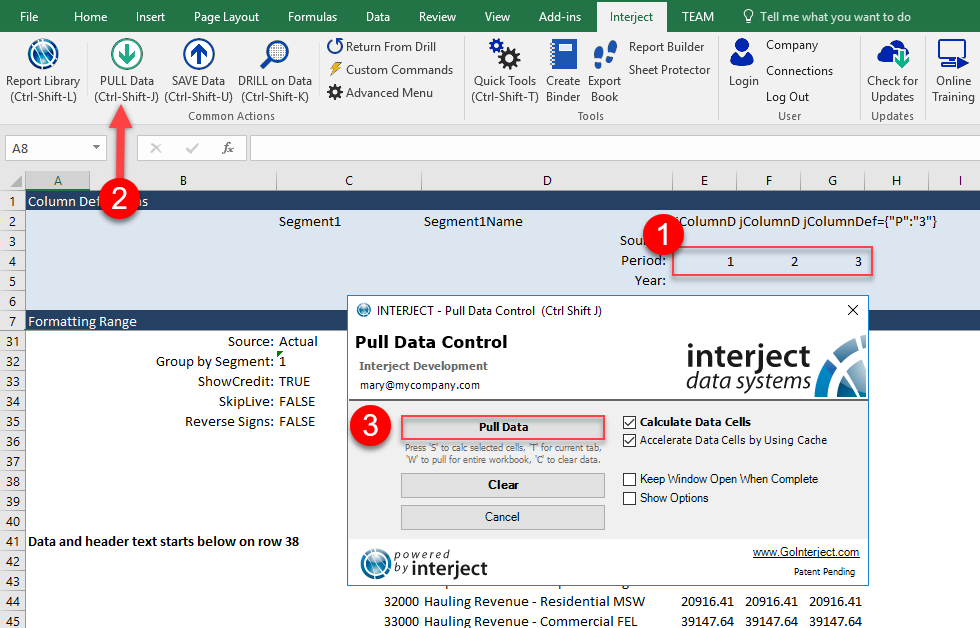 File Home Insert Page Layout Formulas Data Review View Add-ins Interject TEAM Tell me what you want to do
Report Library
(Ctrl-Shift-L)
PULL Data
(Ctrl-Shift-J)
SAVE Data
(Ctrl-Shift-U)
DRILL on Data
(Ctrl-Shift-K)
Return From Drill
Custom Commands
Advanced Menu
Common Actions
Quick Tools
(Ctrl-Shift-T)
Create
Binder
Export
Book
Report Builder
Sheet Protector
Tools
Login
Company
Connections
Log Out
User
Check for
Updates
Updates
Online
Training
A8 fx
2
A B C D E F G H I
1 Column Def
2 Segment1 Segment1Name jColumnD jColumnD jColumnDef={"P":"3"}
1
3
4 Period: 1 2 3
5 Year:
6
7 Formatting Range
31 Source: Actual
32 Group by Segment: 1
33 ShowCredit: TRUE
34 SkipLive: FALSE
35 Reverse Signs: FALSE
36
37
38
39
40
41 Data and header text starts below on row 38
42
43
44 32000 Hauling Revenue - Residential MSW 20916.41 20916.41 20916.41
45 33000 Hauling Revenue - Commercial FEL 39147.64 39147.64 39147.64
INTERJECT - Pull Data Control (Ctrl Shift J)
Pull Data Control
Interject Development
mary@mycompany.com
interject
data systems
3
Pull Data
Press 'S' to calc selected cells, 'T' for current tab,
'W' to pull for entire workbook, 'C' to clear data.
Clear
Cancel
Calculate Data Cells
Accelerate Data Cells by Using Cache
Keep Window Open When Complete
Show Options
powered
by interject
www.GoInterject.com
Patent Pending